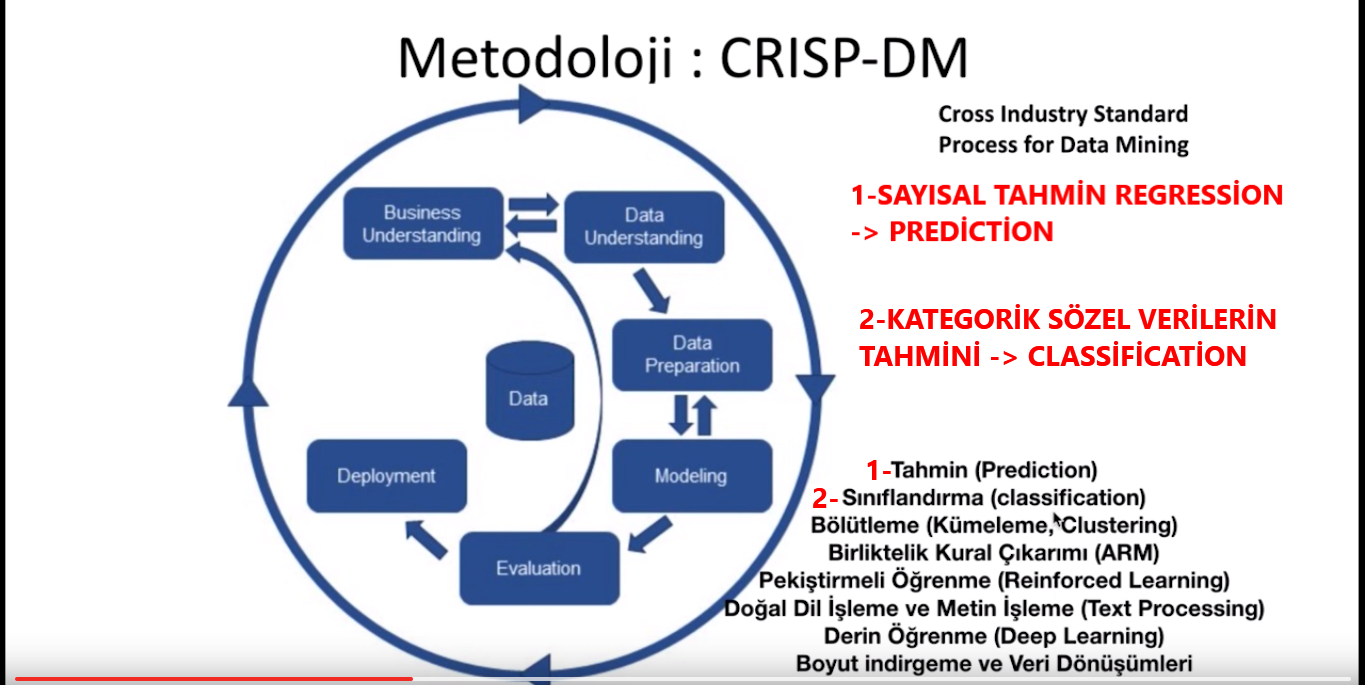 Metodoloji : CRISP-DM
Cross Industry Standard
Process for Data Mining
1-SAYISAL TAHMİN REGRESSİON
-> PREDİCTİON
2-KATEGORİK SÖZEL VERİLERİN
TAHMİNİ -> CLASSİFİCATİON
Business
Understanding
Data
Understanding
Data
Preparation
Data
Modeling
Deployment
Evaluation
1-Tahmin (Prediction)
2- Sınıflandırma (classification)
Bölütleme (Kümeleme, Clustering)
Birliktelik Kural Çıkarımı (ARM)
Pekiştirmeli Öğrenme (Reinforced Learning)
Doğal Dil İşleme ve Metin İşleme (Text Processing)
Derin Öğrenme (Deep Learning)
Boyut indirgeme ve Veri Dönüşümleri